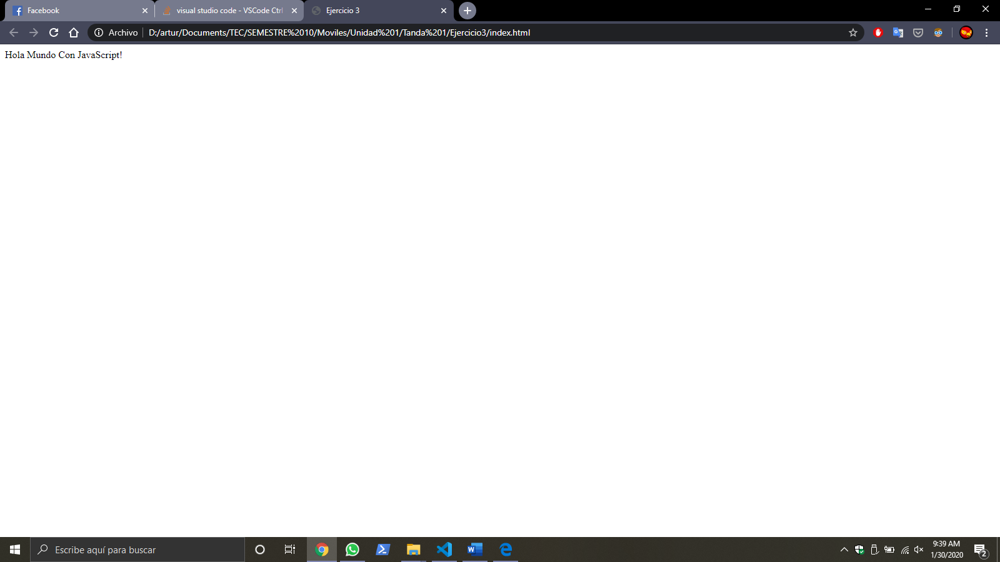 Facebook
visual studio code - VSCode Ctrl
Ejercicio 3
Archivo
D:/artur/Documents/TEC/SEMESTRE%2010/Moviles/Unidad%201/Tanda%201/Ejercicio3/index.html
Hola Mundo Con JavaScript!
Escribe aquí para buscar
9:39 AM
1/30/2020
2